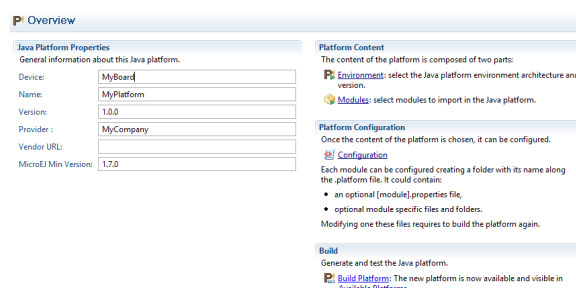 Overview
Java Platform Properties
General information about this Java platform.
Device: MyBoard
Name: MyPlatform
Version: 1.0.0
Provider : MyCompany
Vendor URL:
MicroEJ Min Version: 1.7.0
Platform Content
The content of the platform is composed of two parts:
Environment: select the Java platform environment architecture and
version.
Modules: select modules to import in the Java platform.
Platform Configuration
Once the content of the platform is chosen, it can be configured.
Configuration
Each module can be configured creating a folder with its name along
the .platform file. It could contain:
• an optional [module].properties file,
• optional module specific files and folders.
Modifying one these files requires to build the platform again.
Build
Generate and test the Java platform.
Build Platform: The new platform is now available and visible in
Available Platforms